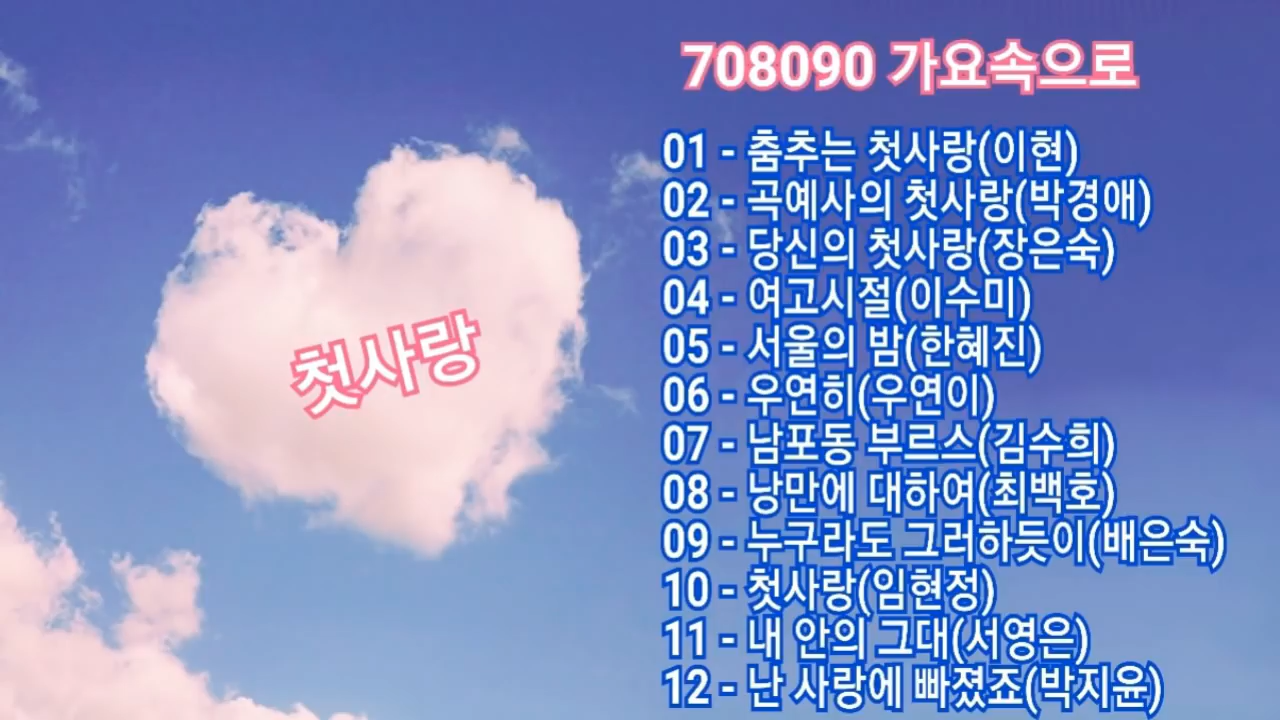 708090 가요속으로
첫사랑
01 - 춤추는 첫사랑(이현)
02 - 곡예사의 첫사랑(박경애)
03 - 당신의 첫사랑(장은숙)
04 - 여고시절(이수미)
05 - 서울의 밤(한혜진)
06 - 우연히(우연이)
07 - 남포동 부르스(김수희)
08 - 낭만에 대하여(최백호)
09 - 누구라도 그러하듯이(배은숙)
10 - 첫사랑(임현정)
11 - 내 안의 그대(서영은)
12 - 난 사랑에 빠졌죠(박지윤)